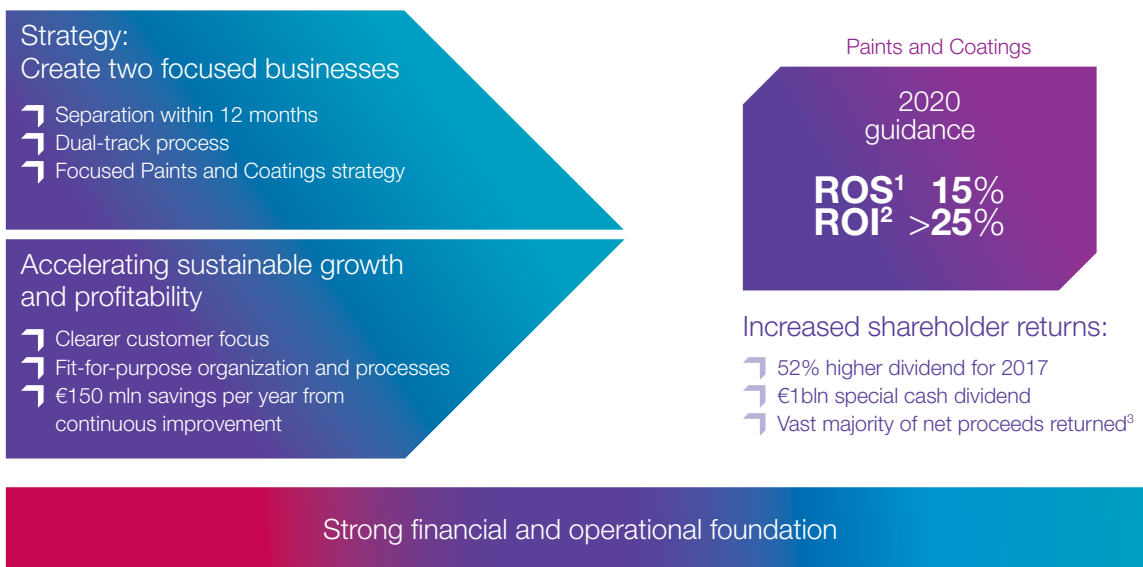 Strategy:
Create two focused businesses
Separation within 12 months
Dual-track process
Focused Paints and Coatings strategy
Accelerating sustainable growth
and profitability
Clearer customer focus
Fit-for-purpose organization and processes
€150 mln savings per year from
continuous improvement
Paints and Coatings
2020
guidance
ROS¹ 15%
ROI² >25%
Increased shareholder returns:
52% higher dividend for 2017
€1bln special cash dividend
Vast majority of net proceeds returned³
Strong financial and operational foundation